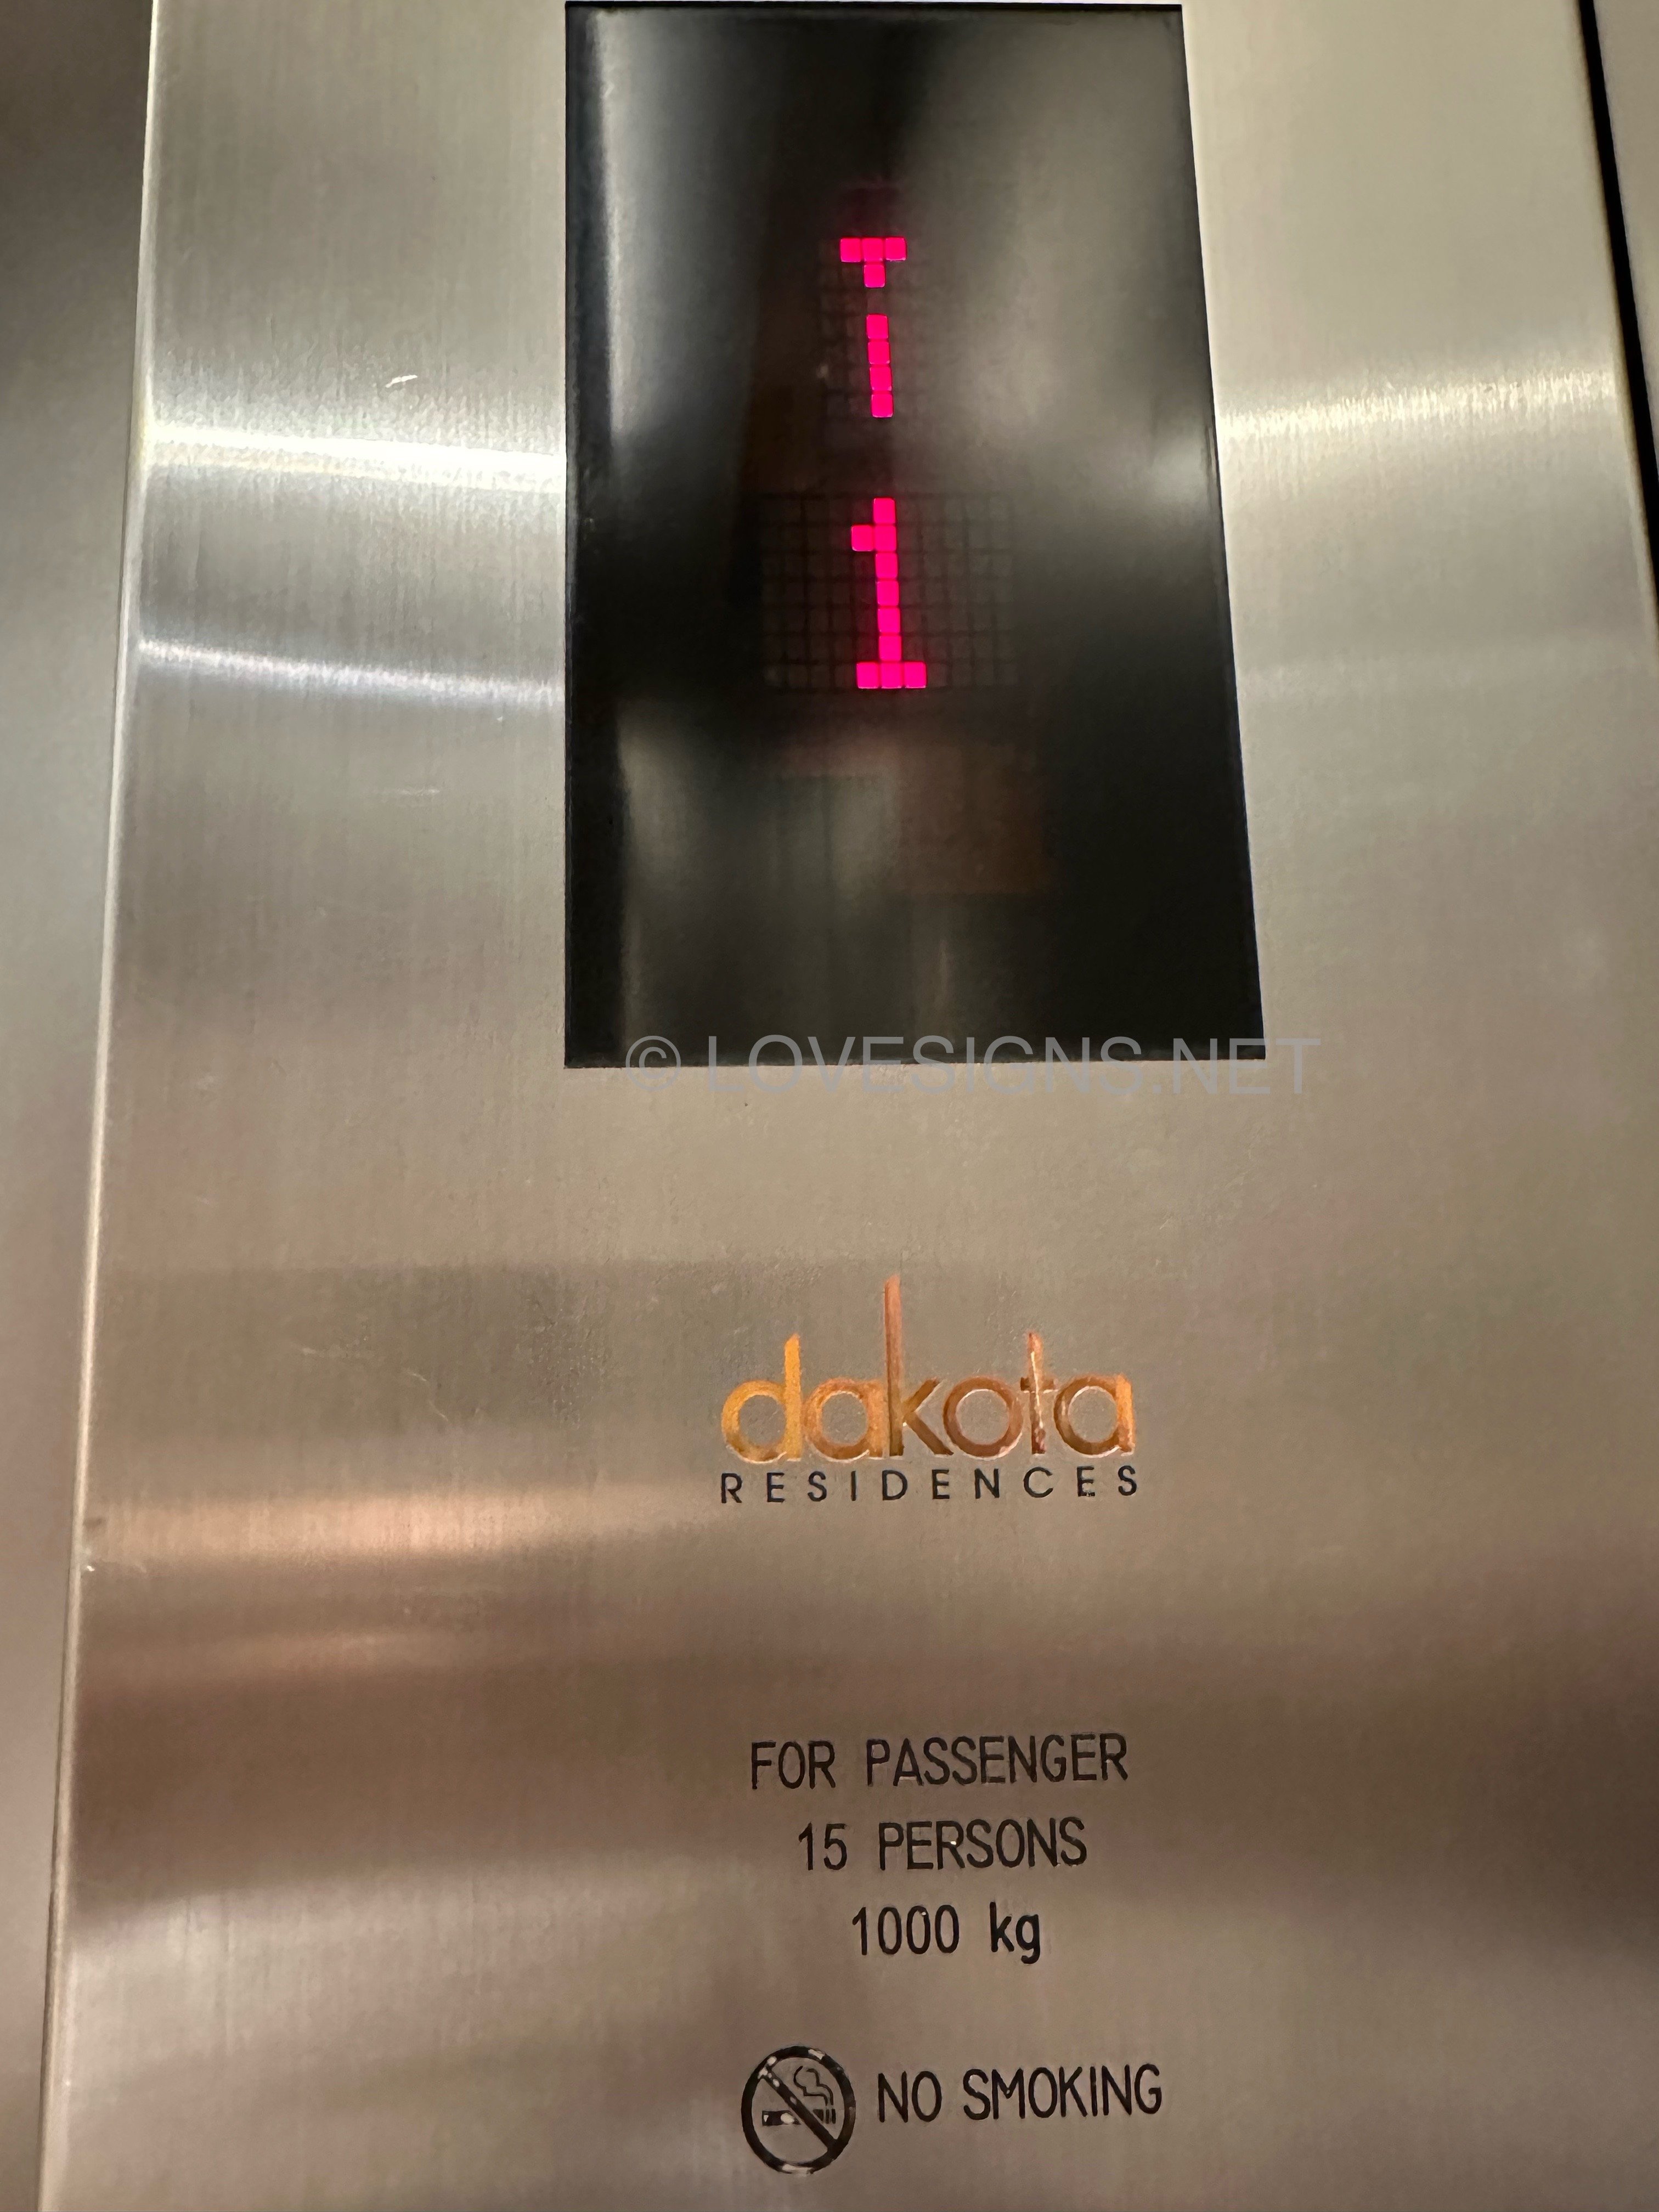 1
© LOVESIGNS.NET
dakota
RESIDENCES
FOR PASSENGER
15 PERSONS
1000 kg
NO SMOKING